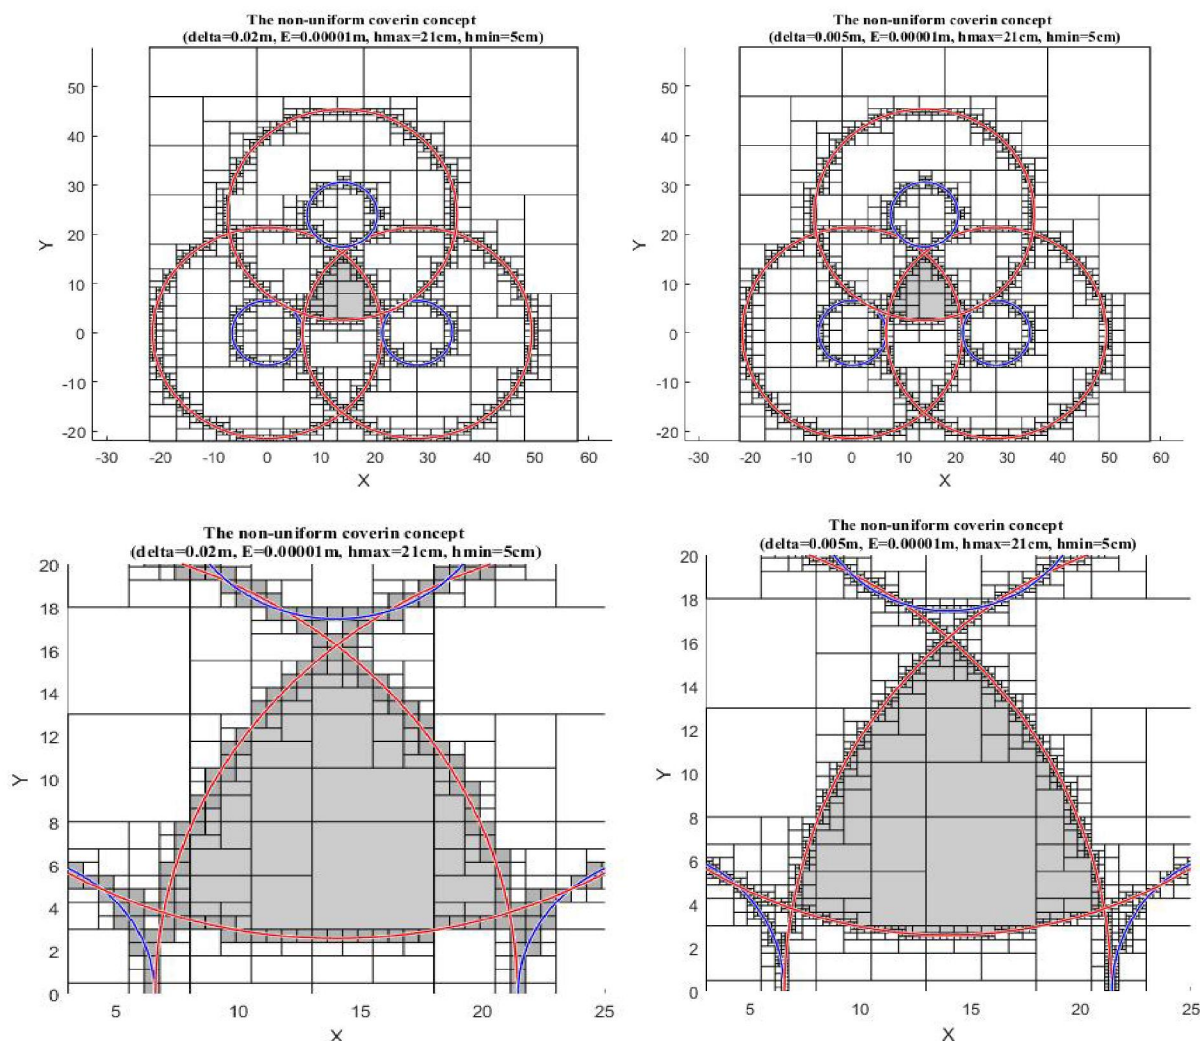 The non-uniform coverin concept
(delta=0.02m, E=0.00001m, hmax=21cm, hmin=5cm)
50
40
30
20
10
0
-10
-20
Y
-30 -20 -10 0 10 20 30 40 50 60
X
The non-uniform coverin concept
(delta=0.005m, E=0.00001m, hmax=21cm, hmin=5cm)
50
40
30
20
10
0
-10
-20
Y
-30 -20 -10 0 10 20 30 40 50 60
X
The non-uniform coverin concept
(delta=0.02m, E=0.00001m, hmax=21cm, hmin=5cm)
20
18
16
14
12
10
8
6
4
2
0
Y
5 10 15 20 25
X
The non-uniform coverin concept
(delta=0.005m, E=0.00001m, hmax=21cm, hmin=5cm)
20
18
16
14
12
10
8
6
4
2
0
Y
5 10 15 20 25
X